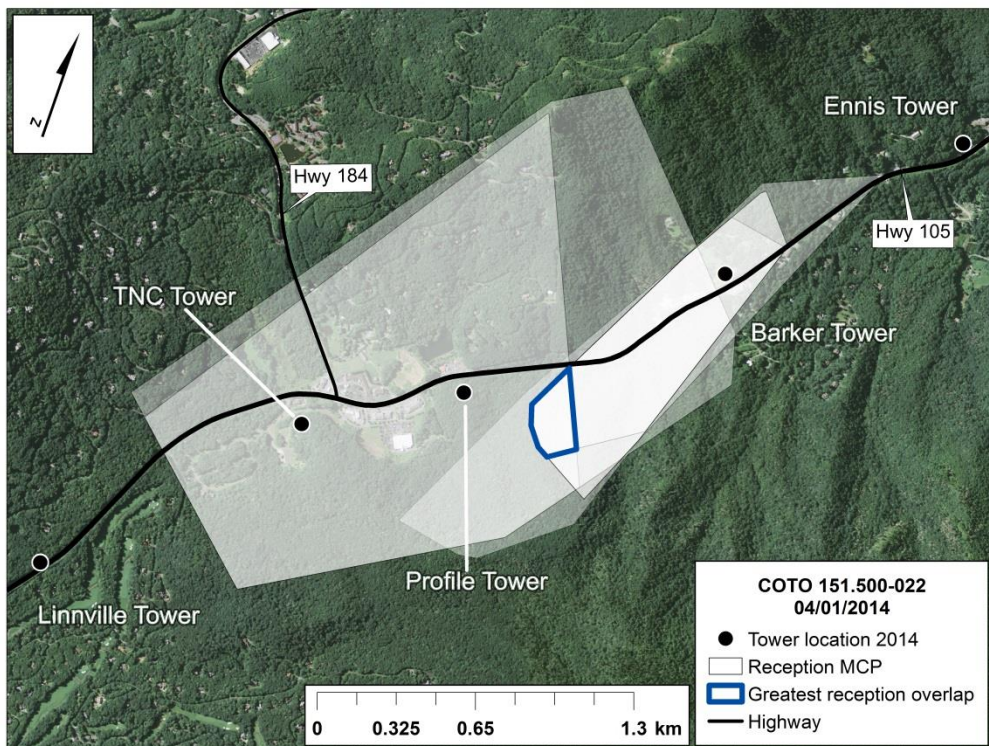 N
Ennis Tower
Hwy 184
Hwy 105
TNC Tower
Barker Tower
Profile Tower
Linnville Tower
COTO 151.500-022
04/01/2014
Tower location 2014
Reception MCP
Greatest reception overlap
Highway
0 0.325 0.65 1.3 km